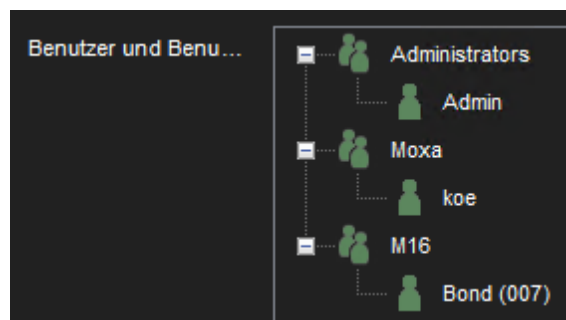 Benutzer und Benu...
Administrators
Admin
Moxa
koe
M16
Bond (007)